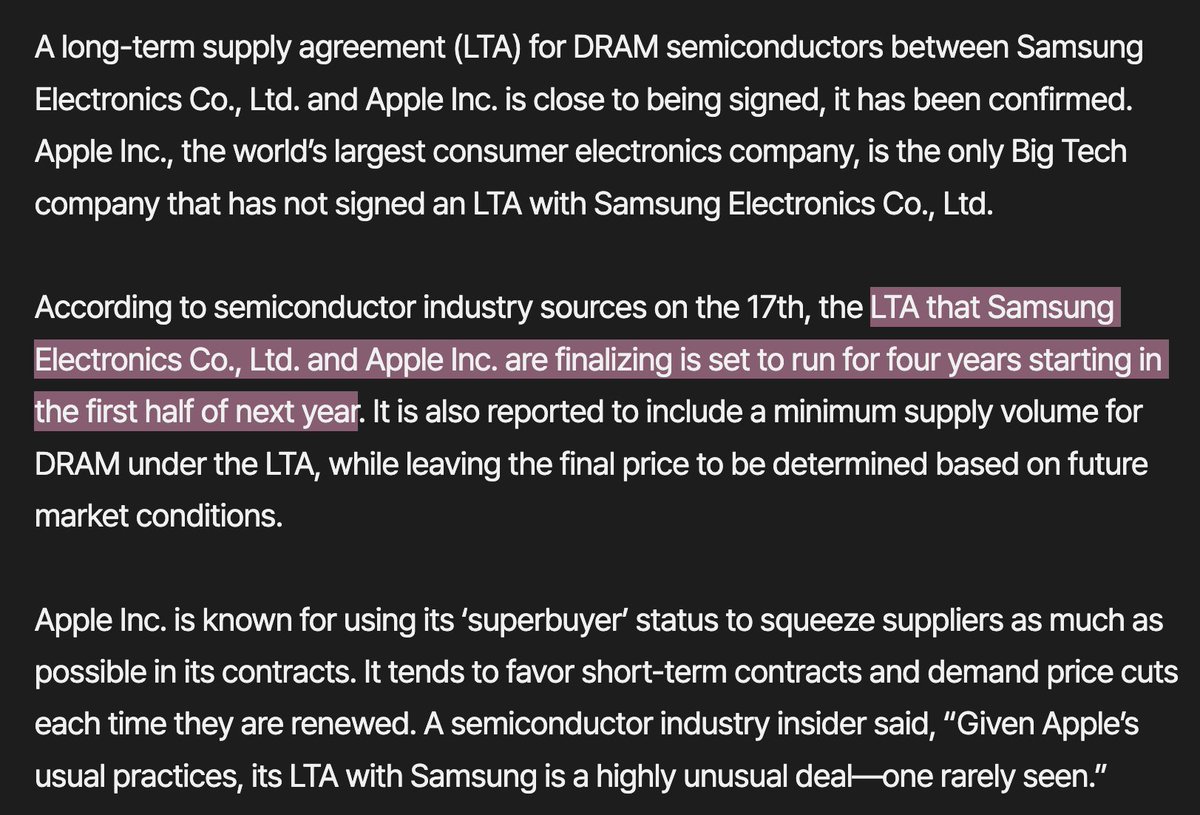 A long-term supply agreement (LTA) for DRAM semiconductors between Samsung
Electronics Co., Ltd. and Apple Inc. is close to being signed, it has been confirmed.
Apple Inc., the world’s largest consumer electronics company, is the only Big Tech
company that has not signed an LTA with Samsung Electronics Co., Ltd.
According to semiconductor industry sources on the 17th, the LTA that Samsung
Electronics Co., Ltd. and Apple Inc. are finalizing is set to run for four years starting in
the first half of next year. It is also reported to include a minimum supply volume for
DRAM under the LTA, while leaving the final price to be determined based on future
market conditions.
Apple Inc. is known for using its ‘superbuyer’ status to squeeze suppliers as much as
possible in its contracts. It tends to favor short-term contracts and demand price cuts
each time they are renewed. A semiconductor industry insider said, “Given Apple’s
usual practices, its LTA with Samsung is a highly unusual deal—one rarely seen.”